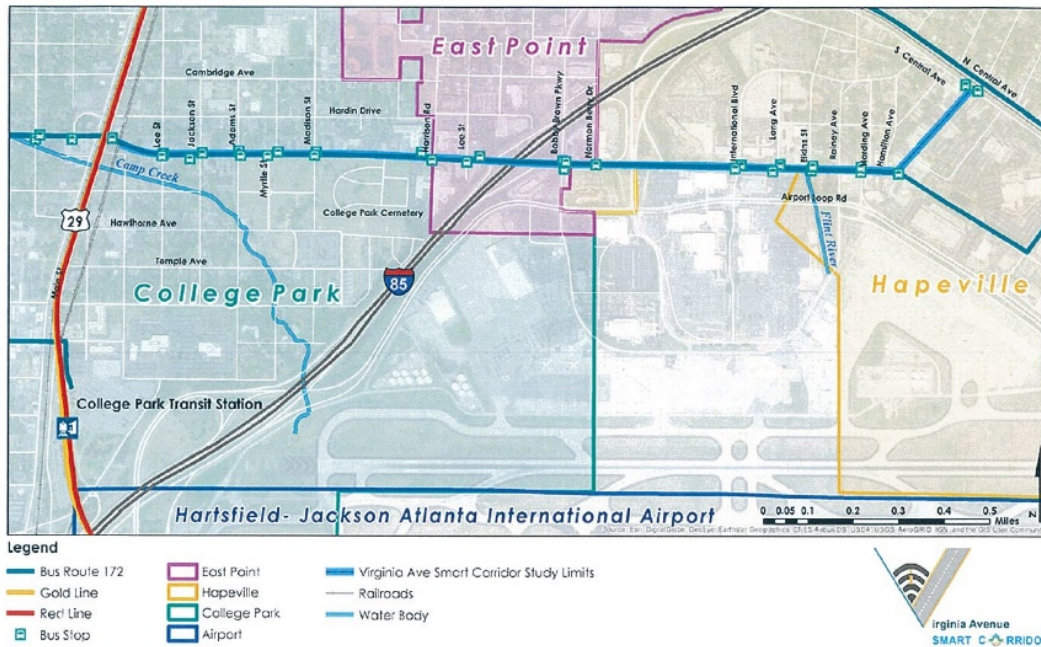 East Point
S Central Ave
N Central Ave
Cambridge Ave
Hardin Drive
Lee St
Jackson St
Adams St
Myrtle St
Madison St
Harrison Rd
Lee St
Bobby Brown Pkwy
Norman Berry Dr
International Blvd
Lang Ave
Elkins St
Rainey Ave
Harding Ave
Hamilton Ave
Camp Creek
College Park Cemetery
Airport Loop Rd
29
Hawthorne Ave
Flint River
Temple Ave
Main St
85
College Park
Hapeville
College Park Transit Station
Hartsfield- Jackson Atlanta International Airport
0 0.05 0.1 0.2 0.3 0.4 0.5
Miles
N
Legend
Bus Route 172
Gold Line
Red Line
Bus Stop
East Point
Hapeville
College Park
Airport
Virginia Ave Smart Corridor Study Limits
Railroads
Water Body
irginia Avenue
SMART C RRIDO